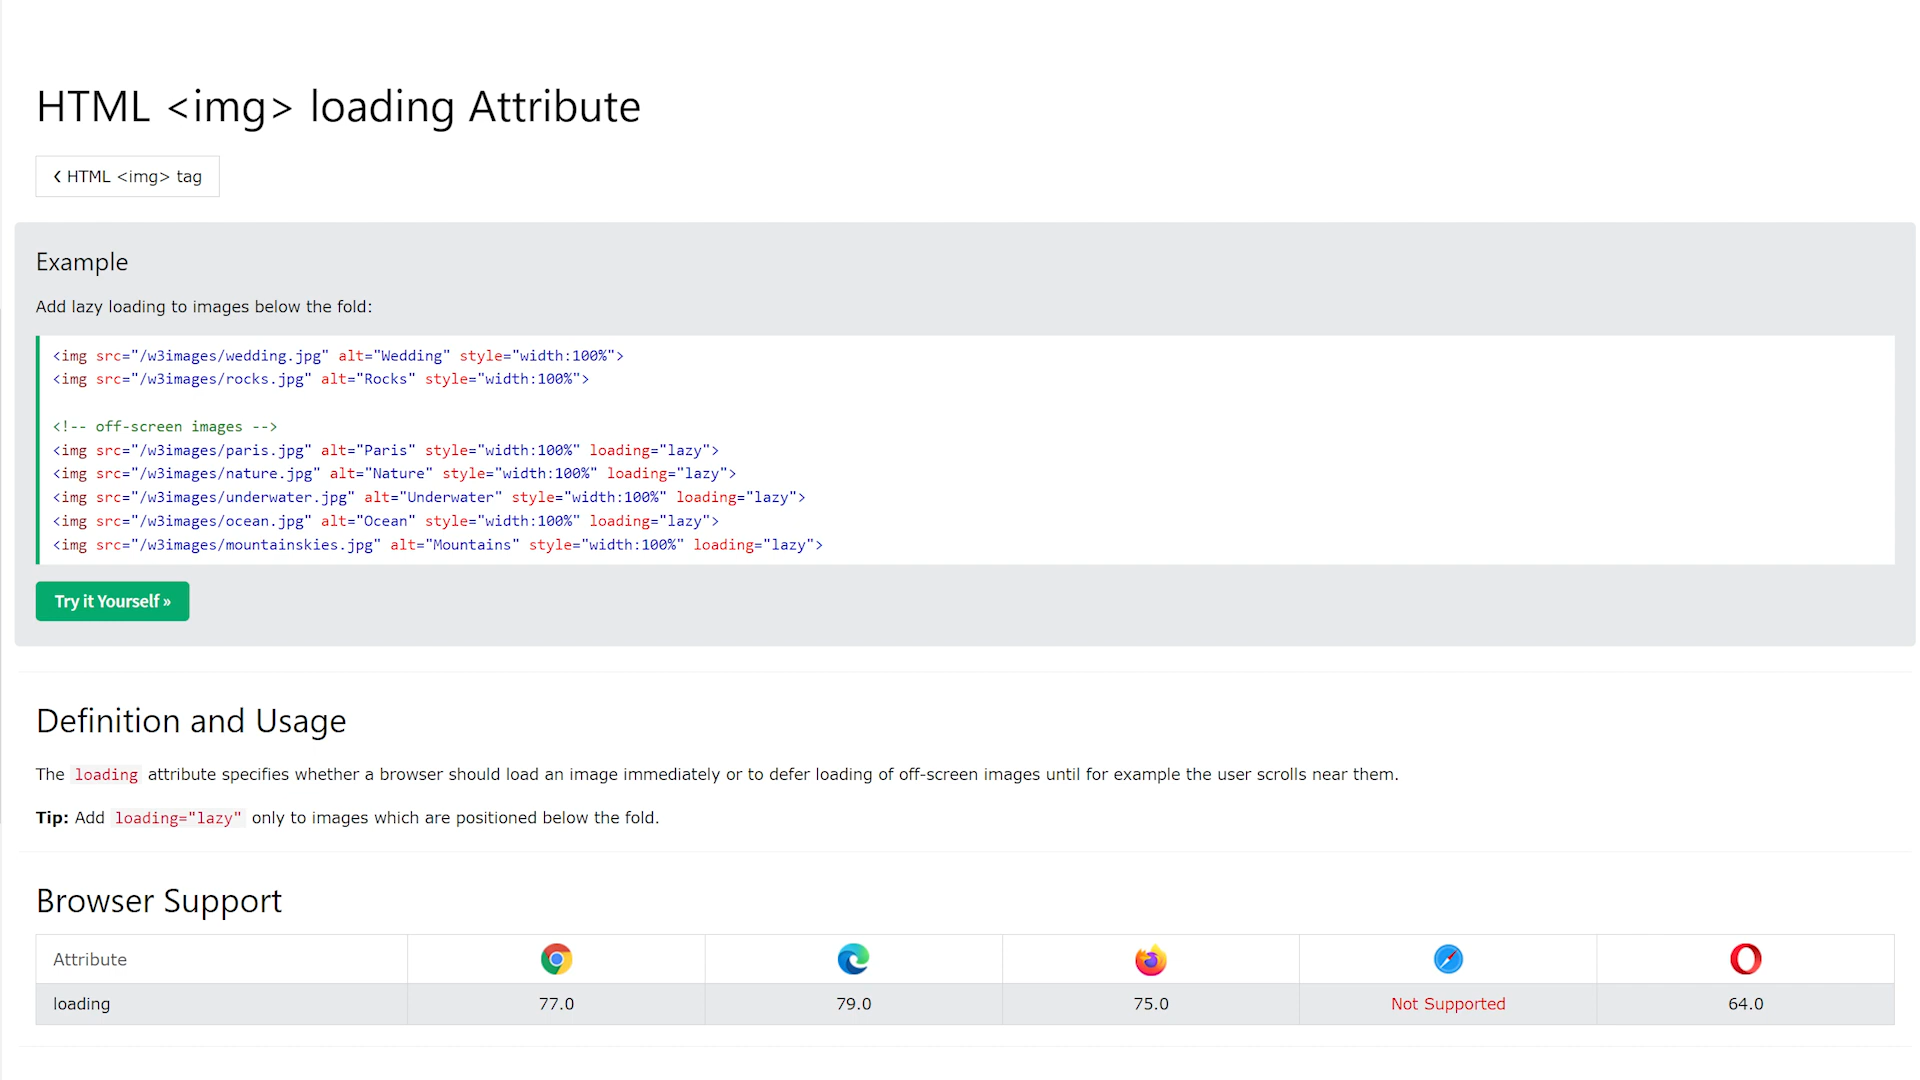 HTML <img> loading Attribute
❮ HTML <img> tag
Example
Add lazy loading to images below the fold:
<img src="/w3images/wedding.jpg" alt="Wedding" style="width:100%">
<img src="/w3images/rocks.jpg" alt="Rocks" style="width:100%">
<!-- off-screen images -->
<img src="/w3images/paris.jpg" alt="Paris" style="width:100%" loading="lazy">
<img src="/w3images/nature.jpg" alt="Nature" style="width:100%" loading="lazy">
<img src="/w3images/underwater.jpg" alt="Underwater" style="width:100%" loading="lazy">
<img src="/w3images/ocean.jpg" alt="Ocean" style="width:100%" loading="lazy">
<img src="/w3images/mountainskies.jpg" alt="Mountains" style="width:100%" loading="lazy">
Try it Yourself »
Definition and Usage
The loading attribute specifies whether a browser should load an image immediately or to defer loading of off-screen images until for example the user scrolls near them.
Tip: Add loading="lazy" only to images which are positioned below the fold.
Browser Support
Attribute
loading 77.0 79.0 75.0 Not Supported 64.0